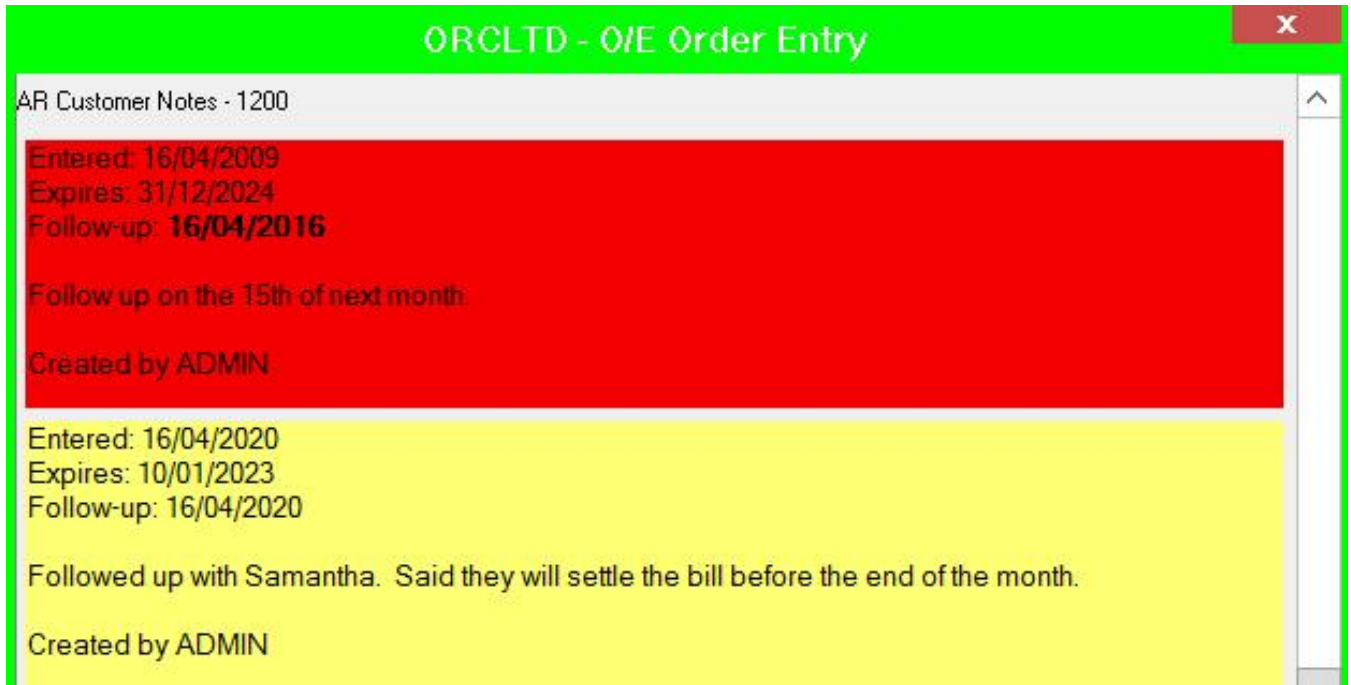 ORCLTD - O/E Order Entry
x
AR Customer Notes - 1200
Entered: 16/04/2009
Expires: 31/12/2024
Follow-up: 16/04/2016
Follow up on the 15th of next month.
Created by ADMIN
Entered: 16/04/2020
Expires: 10/01/2023
Follow-up: 16/04/2020
Followed up with Samantha.  Said they will settle the bill before the end of the month.
Created by ADMIN